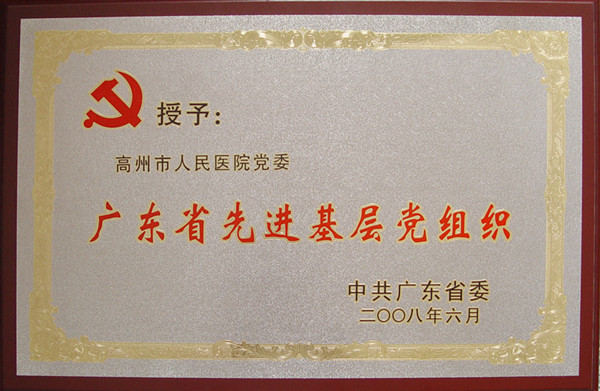 授予：
高州市人民医院党委
广东省先进基层党组织
中共广东省委
二〇〇八年六月